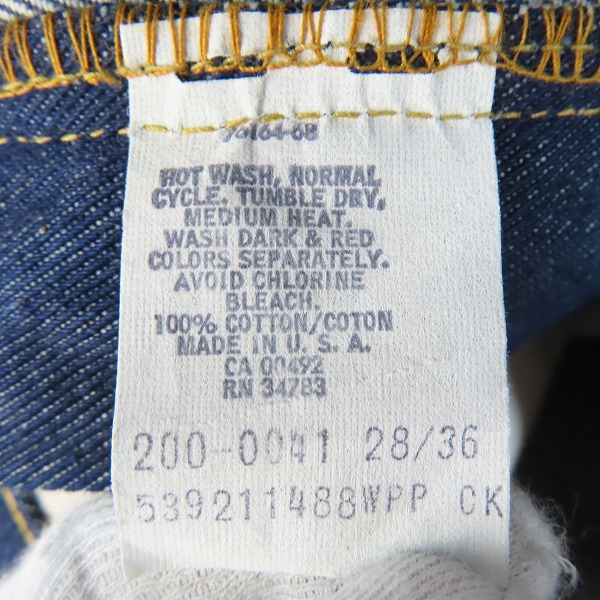 HOT WASH, NORMAL
CYCLE. TUMBLE DRY,
MEDIUM HEAT.
WASH DARK & RED
COLORS SEPARATELY.
AVOID CHLORINE
BLEACH.
100% COTTON/COTON
MADE IN U. S. A.
CA 00492
RN 34783
200-0041 28/36
539211488WPP CK